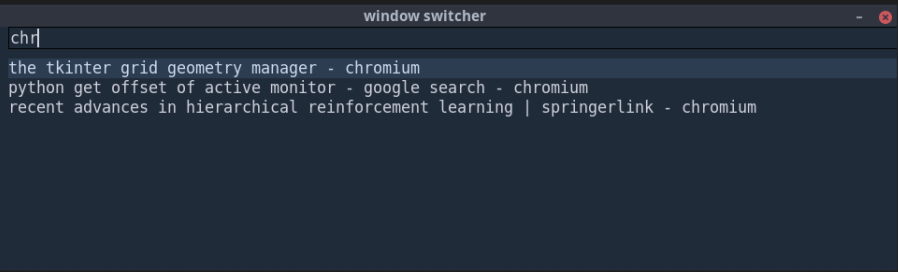 window switcher
chr
the tkinter grid geometry manager - chromium
python get offset of active monitor - google search - chromium
recent advances in hierarchical reinforcement learning | springerlink - chromium